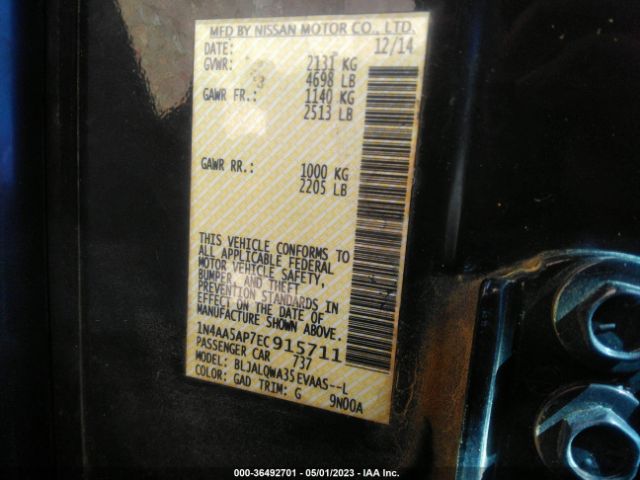 MFD BY NISSAN MOTOR CO., LTD.
DATE: 12/14
GVWR: 2131 KG
4698 LB
GAWR FR.: 1140 KG
2513 LB
GAWR RR.: 1000 KG
2205 LB
THIS VEHICLE CONFORMS TO
ALL APPLICABLE FEDERAL
MOTOR VEHICLE SAFETY,
BUMPER, AND THEFT
PREVENTION STANDARDS IN
EFFECT ON THE DATE OF
MANUFACTURE SHOWN ABOVE.
1N4AA5AP7EC915711
PASSENGER CAR 737
MODEL: BLJALQWA35EVAAS--L
COLOR: GAD TRIM: G 9N00A
000-36492701 - 05/01/2023 - IAA Inc.